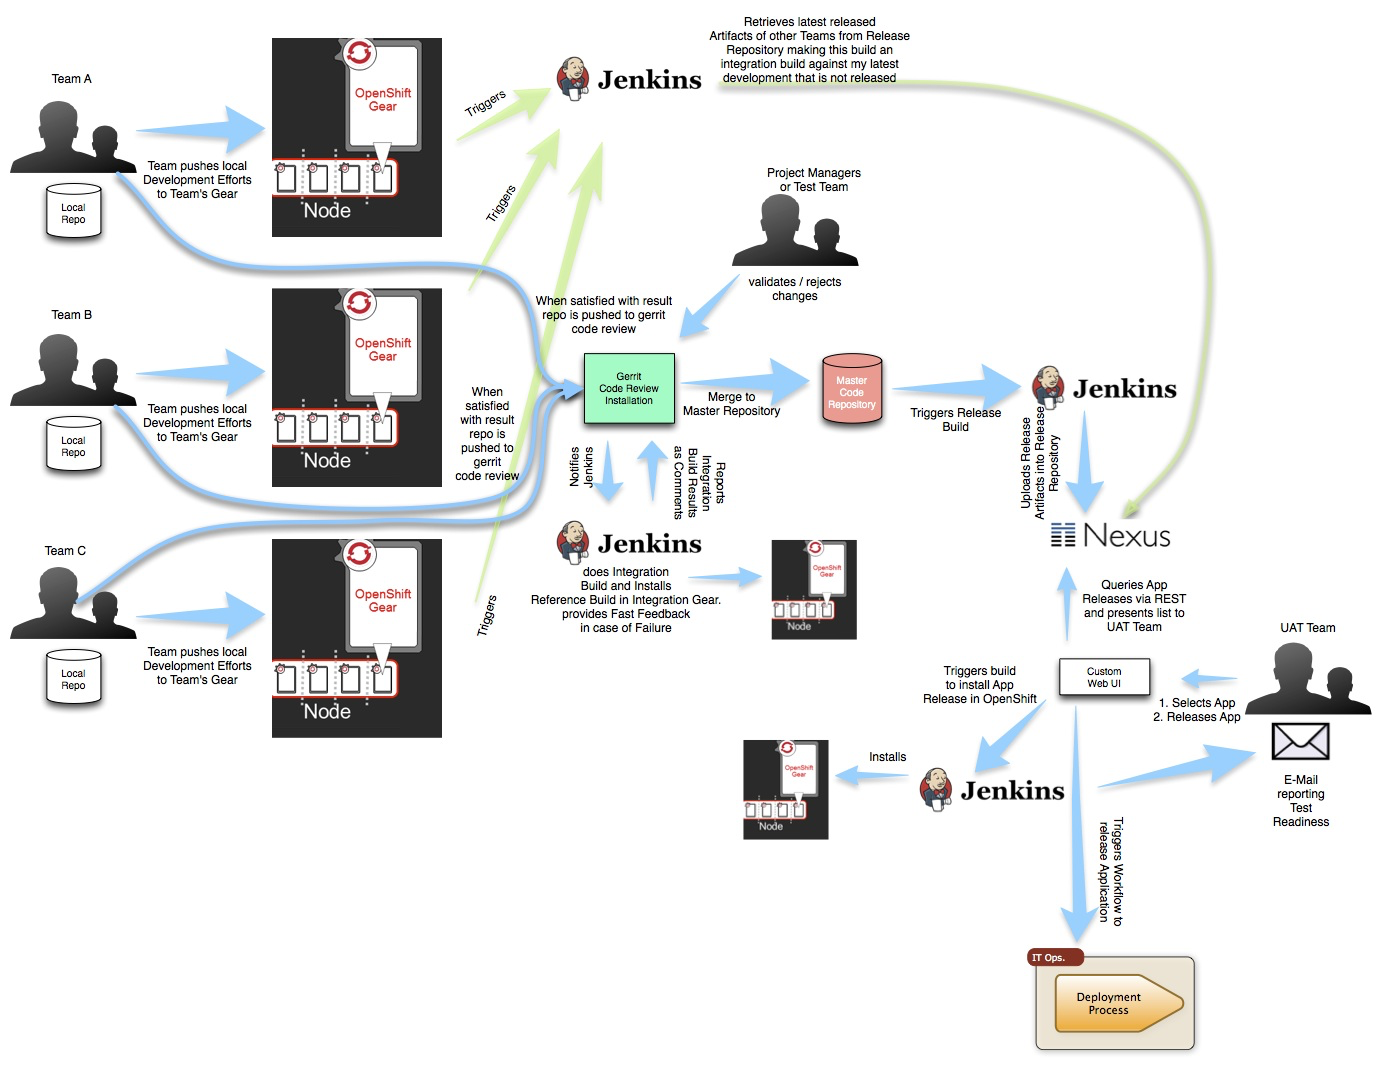 Retrieves latest released
Artifacts of other Teams from Release
Repository making this build an
integration build against my latest
development that is not released
Jenkins
Triggers
Triggers
Triggers
Team A
Local
Repo
Team pushes local
Development Efforts
to Team's Gear
OpenShift
Gear
Node
Team B
Local
Repo
Team pushes local
Development Efforts
to Team's Gear
OpenShift
Gear
Node
Team C
Local
Repo
Team pushes local
Development Efforts
to Team's Gear
OpenShift
Gear
Node
Project Managers
or Test Team
validates / rejects
changes
When satisfied with result
repo is pushed to gerrit
code review
When
satisfied
with result
repo is
pushed to
gerrit
code review
Gerrit
Code Review
Installation
Merge to
Master Repository
Master
Code
Repository
Triggers Release
Build
Jenkins
Uploads Release
Artifacts into Release
Repository
Nexus
Notifies
Jenkins
Reports
Integration
Build Results
as Comments
Jenkins
does Integration
Build and Installs
Reference Build in Integration Gear.
provides Fast Feedback
in case of Failure
OpenShift
Gear
Node
Queries App
Releases via REST
and presents list to
UAT Team
UAT Team
Custom
Web UI
1. Selects App
2. Releases App
Triggers build
to install App
Release in OpenShift
Jenkins
Installs
OpenShift
Gear
Node
E-Mail
reporting
Test
Readiness
Triggers Workflow to
release Application
IT Ops.
Deployment
Process